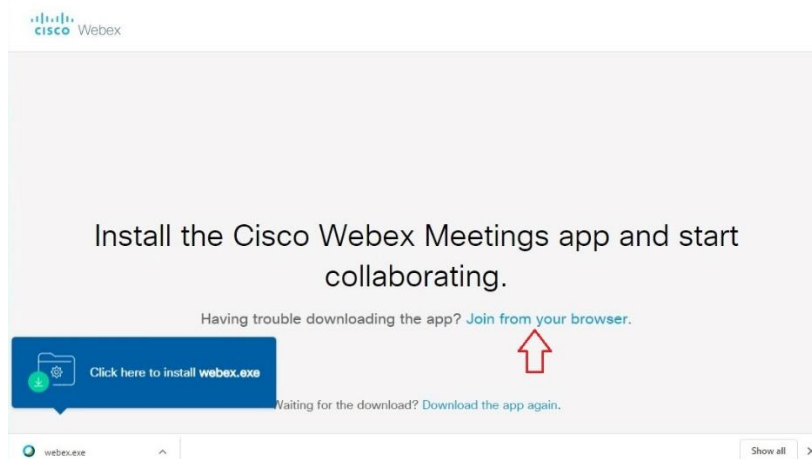 CISCO Webex
Install the Cisco Webex Meetings app and start
collaborating.
Having trouble downloading the app? Join from your browser.
Click here to install webex.exe
Waiting for the download? Download the app again.
webex.exe
Show all